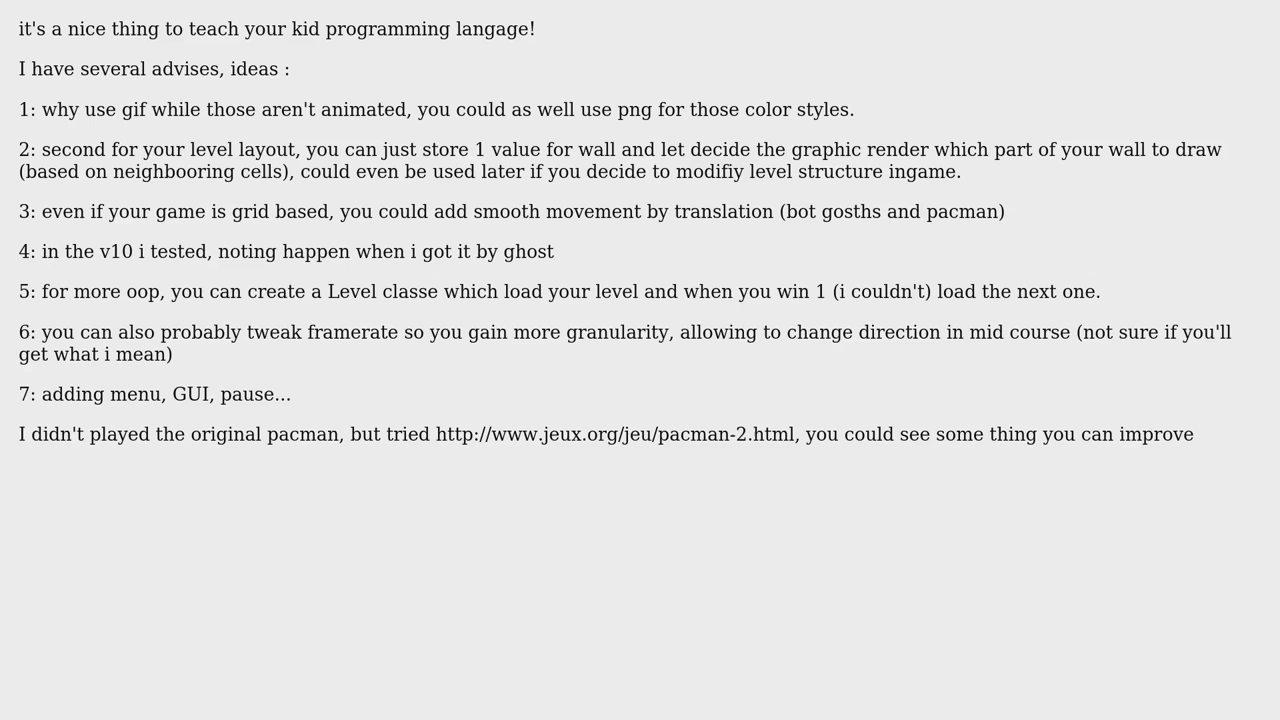 it's a nice thing to teach your kid programming langage!
I have several advises, ideas :
1: why use gif while those aren't animated, you could as well use png for those color styles.
2: second for your level layout, you can just store 1 value for wall and let decide the graphic render which part of your wall to draw
(based on neighbooring cells), could even be used later if you decide to modifiy level structure ingame.
3: even if your game is grid based, you could add smooth movement by translation (bot gosths and pacman)
4: in the v10 i tested, noting happen when i got it by ghost
5: for more oop, you can create a Level classe which load your level and when you win 1 (i couldn't) load the next one.
6: you can also probably tweak framerate so you gain more granularity, allowing to change direction in mid course (not sure if you'll
get what i mean)
7: adding menu, GUI, pause...
I didn't played the original pacman, but tried http://www.jeux.org/jeu/pacman-2.html, you could see some thing you can improve